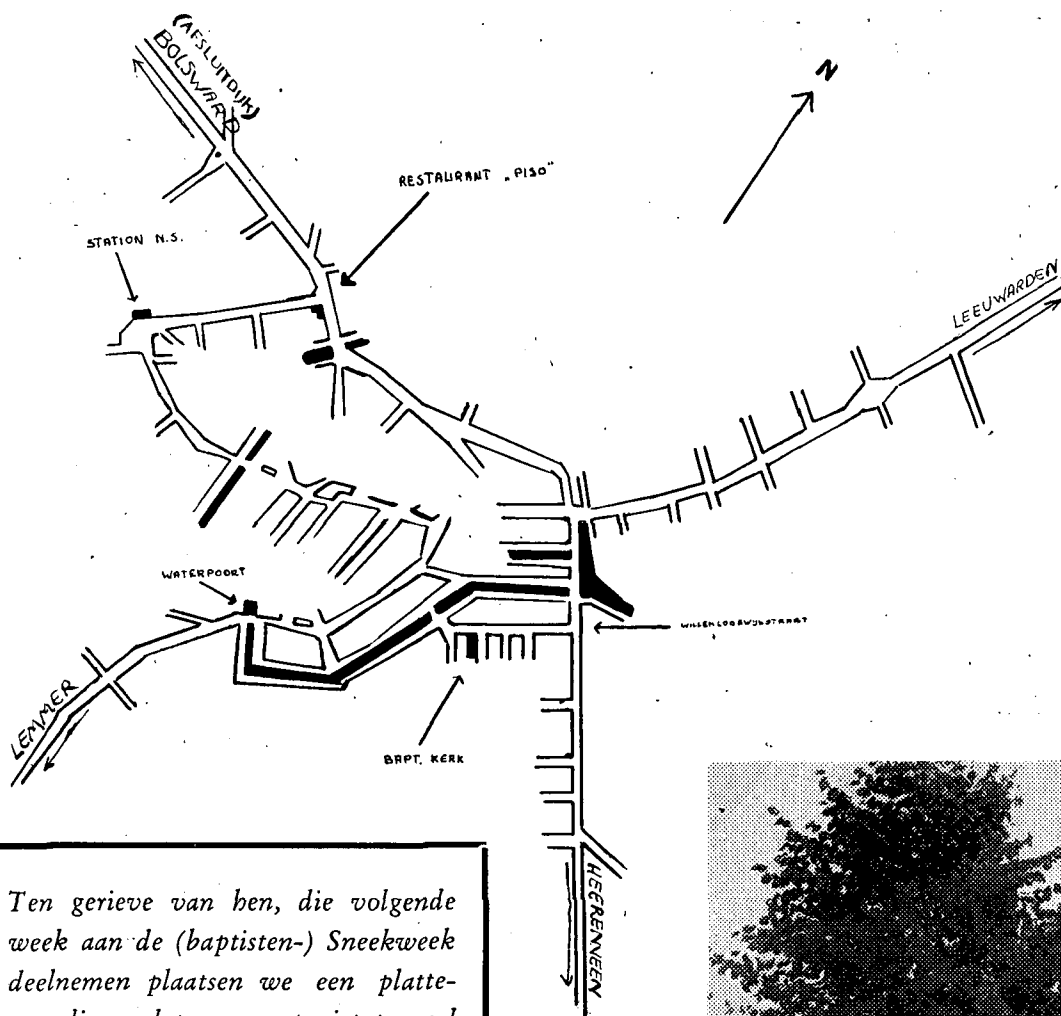 (AFSLUITDIJK)
BOLSWARD
N
RESTAURANT „PISO"
STATION N.S.
LEEUWARDEN
WATERPOORT
LEMMER
BAPT. KERK
HEERENNEEN
Ten gerieve van hen, die volgende
week aan de (baptisten-) Sneekweek
deelnemen plaatsen we een platte-